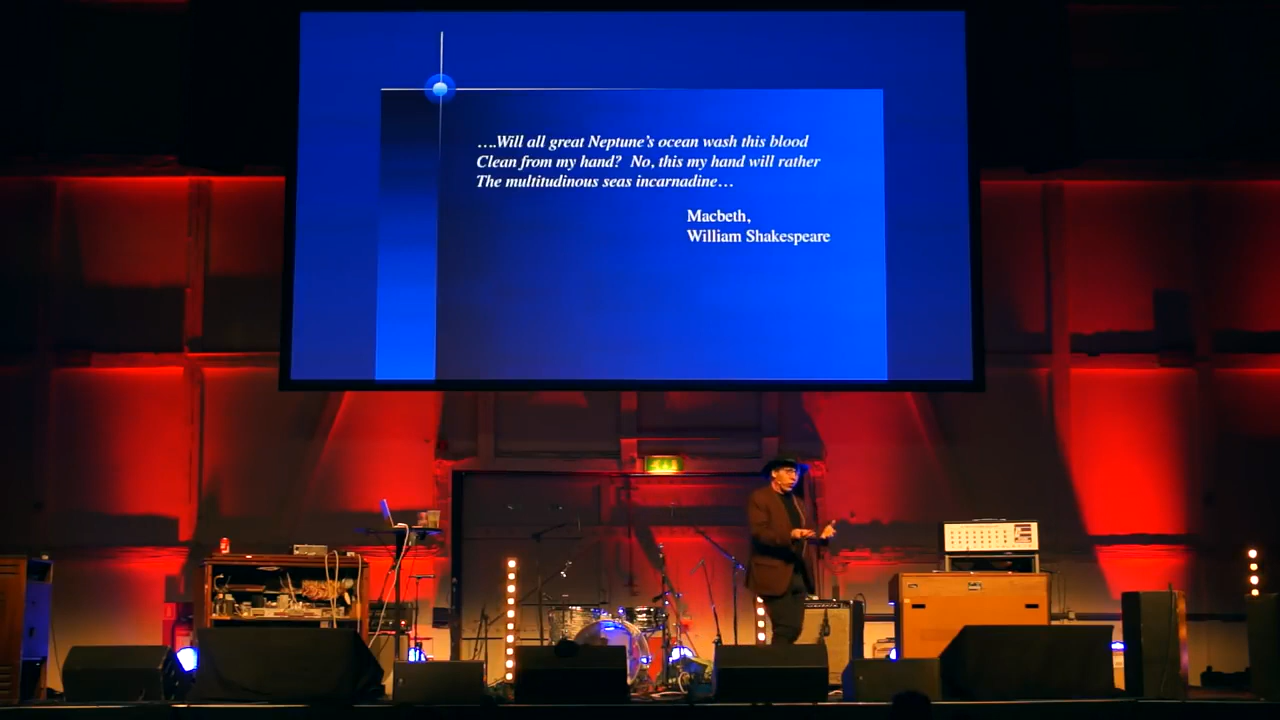 ….Will all great Neptune's ocean wash this blood
Clean from my hand?  No, this my hand will rather
The multitudinous seas incarnadine…
Macbeth,
William Shakespeare